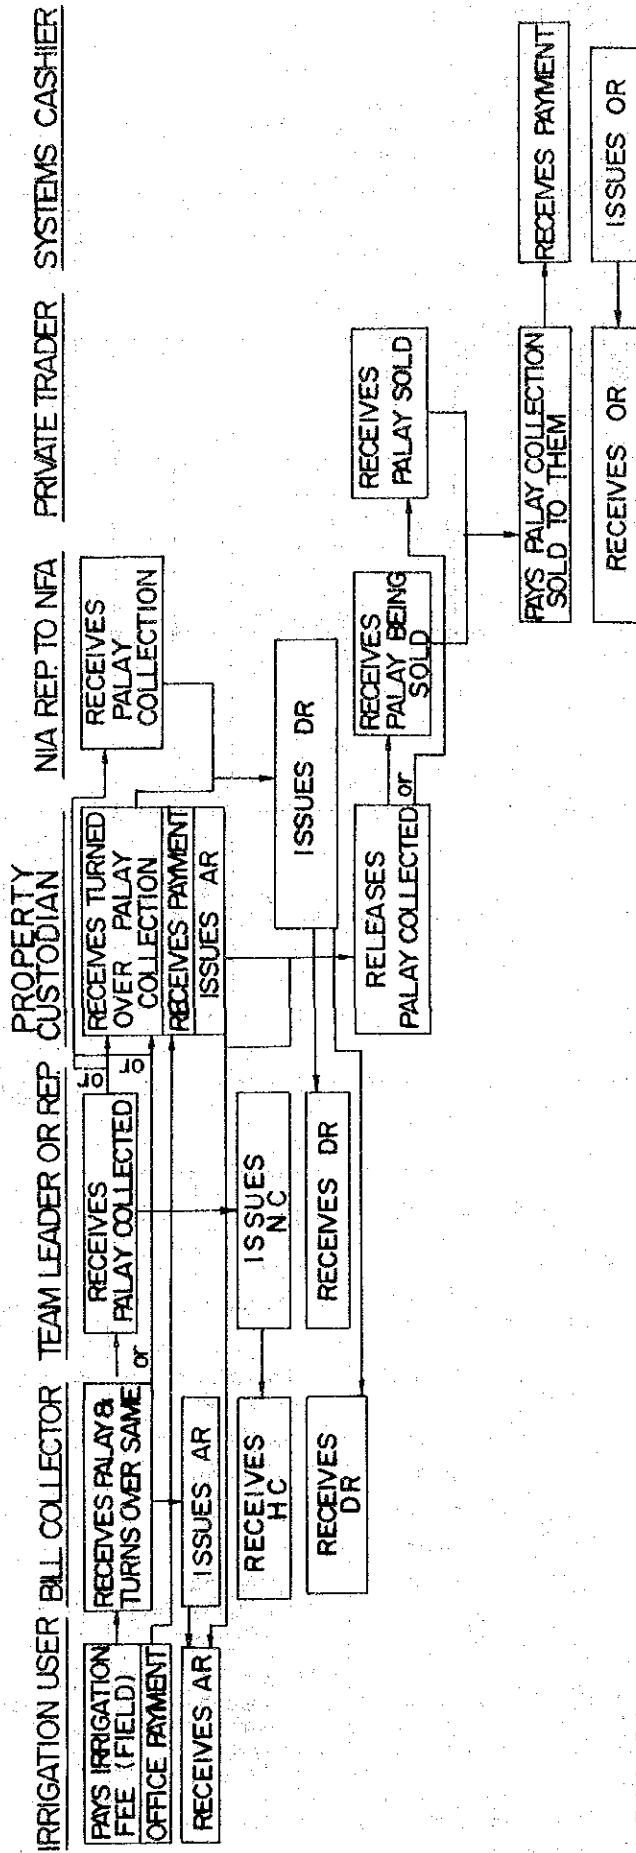 IRRIGATION USER
BILL COLLECTOR
TEAM LEADER OR REP.
PROPERTY
CUSTODIAN
NIA REP. TO NFA
PRIVATE TRADER
SYSTEMS CASHIER
PAYS IRRIGATION
FEE (FIELD)
OFFICE PAYMENT
RECEIVES AR
RECEIVES PALAY &
TURNS OVER SAME
or
ISSUES AR
RECEIVES
HC
RECEIVES
DR
RECEIVES
PALAY COLLECTED
or
or
ISSUES
NC
RECEIVES DR
RECEIVES TURNED
OVER PALAY
COLLECTION
RECEIVES PAYMENT
ISSUES AR
RECEIVES
PALAY
COLLECTION
ISSUES DR
RELEASES
PALAY COLLECTED
or
RECEIVES
PALAY BEING
SOLD
RECEIVES
PALAY SOLD
PAYS PALAY COLLECTION
SOLD TO THEM
RECEIVES PAYMENT
RECEIVES OR
ISSUES OR